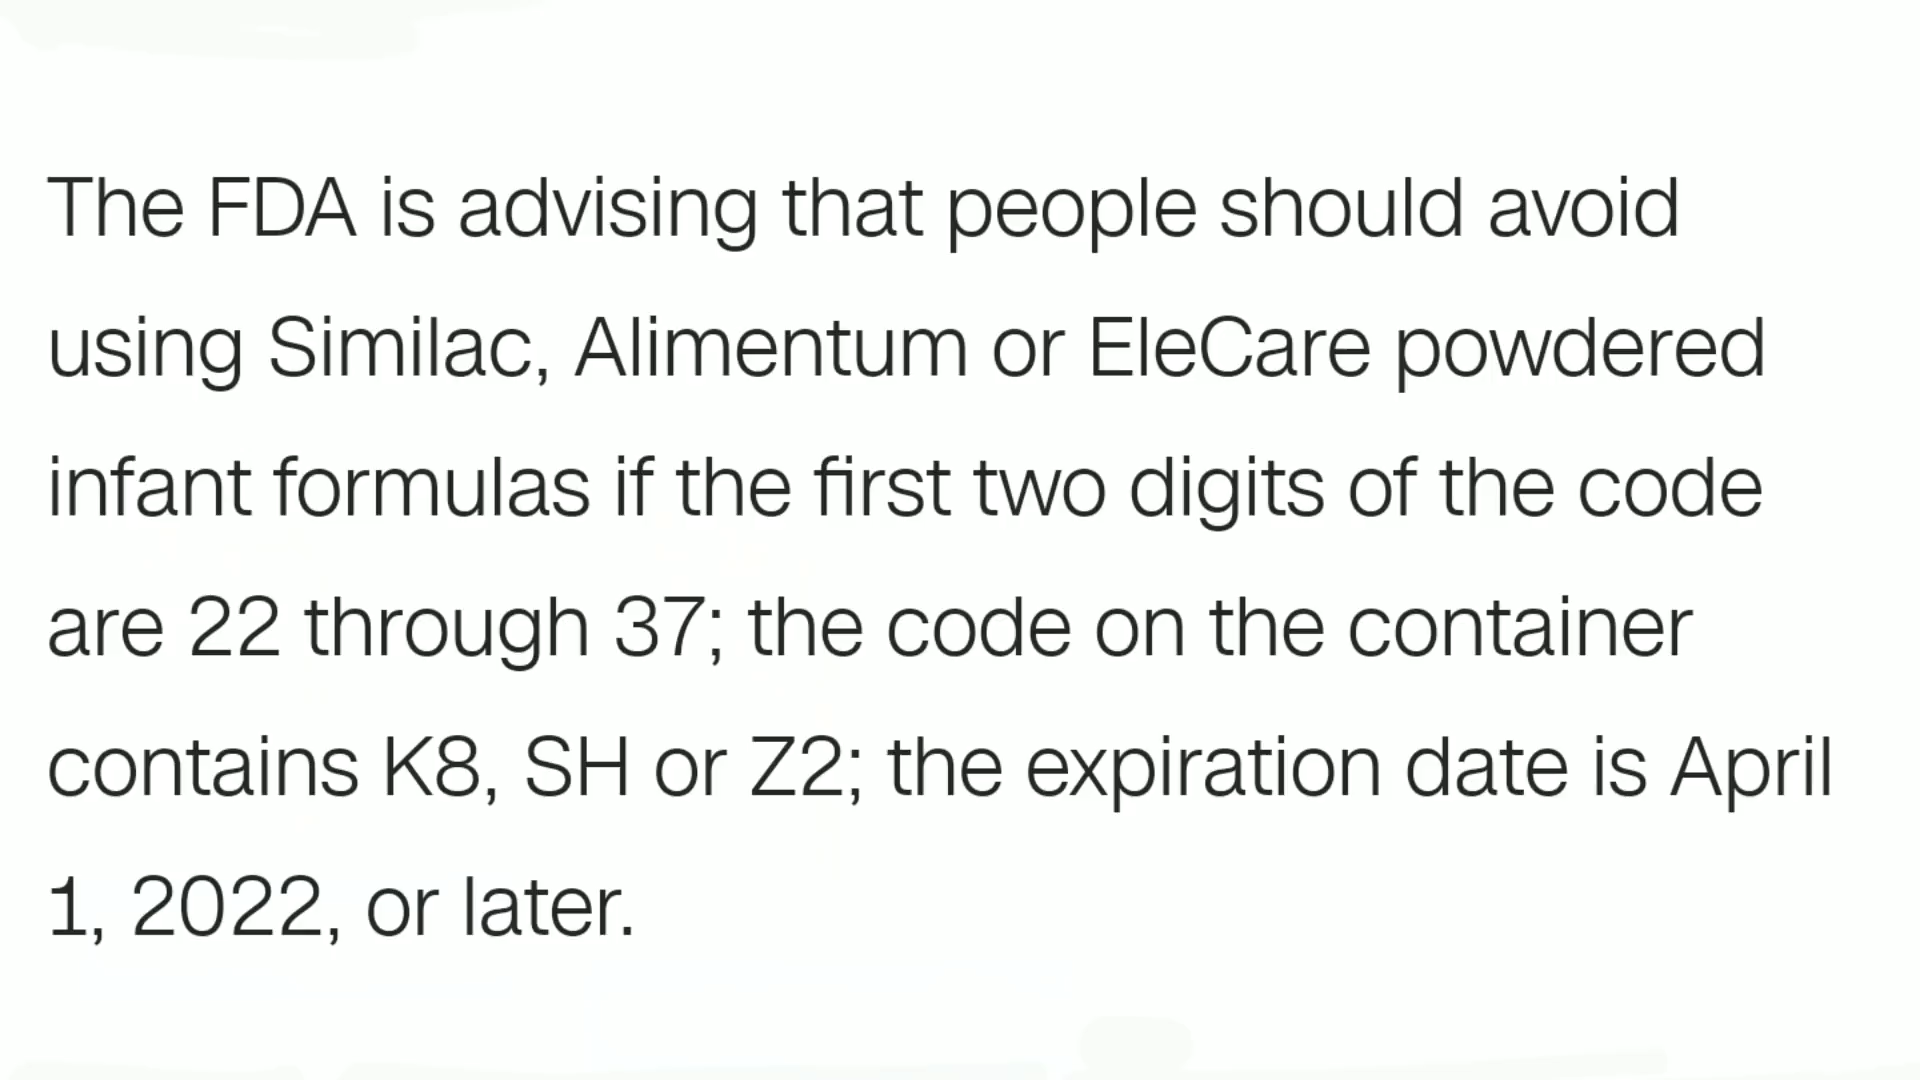 The FDA is advising that people should avoid
using Similac, Alimentum or EleCare powdered
infant formulas if the first two digits of the code
are 22 through 37; the code on the container
contains K8, SH or Z2; the expiration date is April
1, 2022, or later.